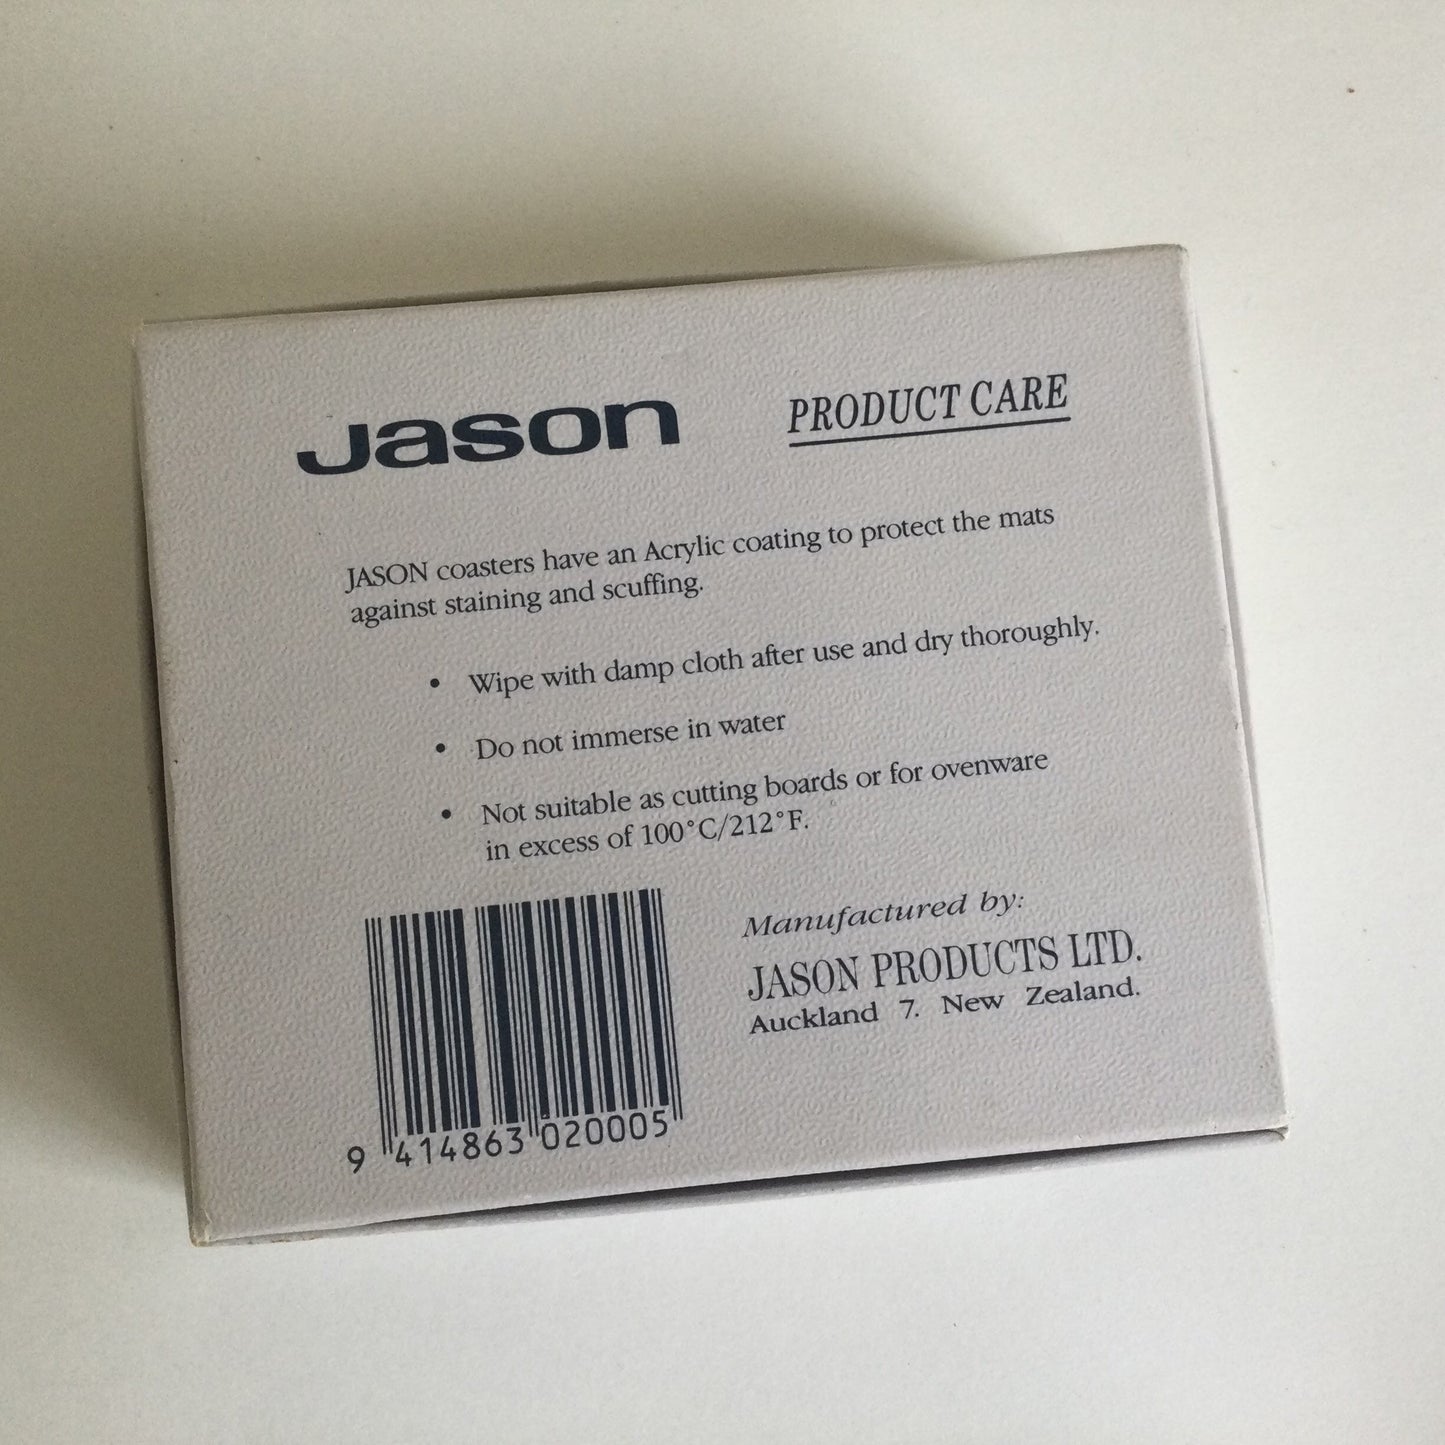 Jason
PRODUCT CARE
JASON coasters have an Acrylic coating to protect the mats
against staining and scuffing.
• Wipe with damp cloth after use and dry thoroughly.
• Do not immerse in water
• Not suitable as cutting boards or for ovenware
in excess of 100°C/212°F.
Manufactured by:
JASON PRODUCTS LTD.
Auckland 7. New Zealand.
9 414863 020005